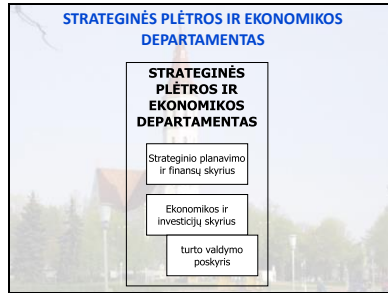 STRATEGINĖS PLĖTROS IR EKONOMIKOS
DEPARTAMENTAS
STRATEGINĖS
PLĖTROS IR
EKONOMIKOS
DEPARTAMENTAS
Strateginio planavimo
ir finansų skyrius
Ekonomikos ir
investicijų skyrius
turto valdymo
poskyris